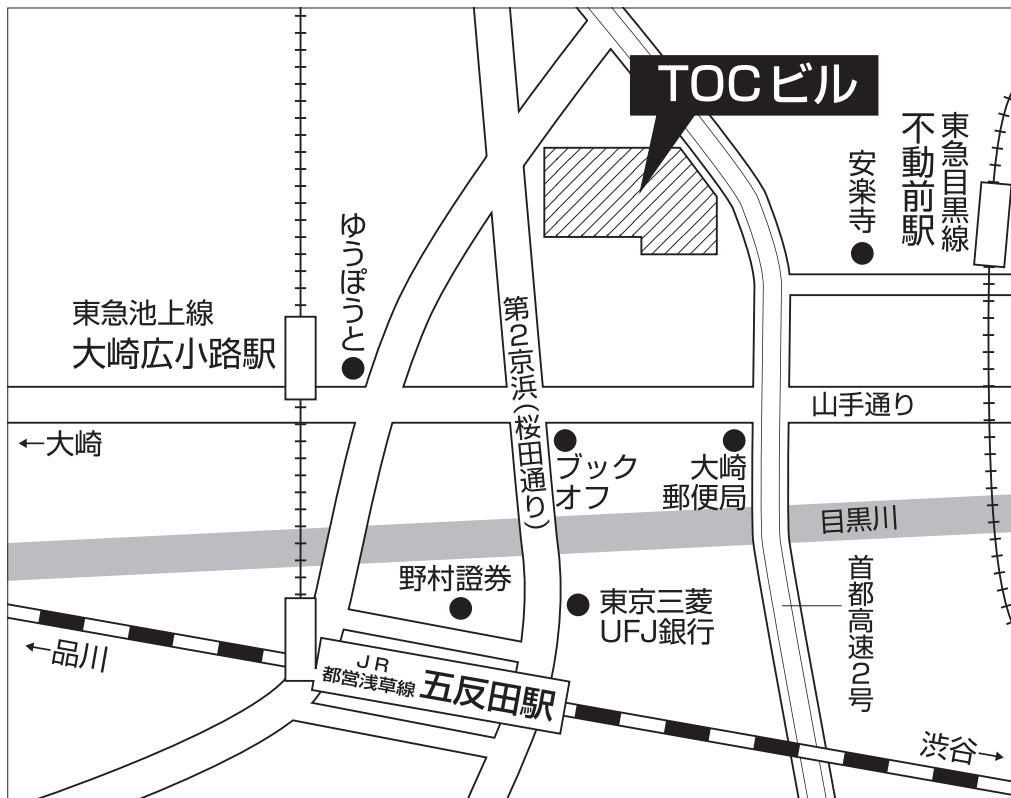 TOCビル
東急目黒線
不動前駅
安楽寺
ゆうぽうと
東急池上線
大崎広小路駅
第2京浜(桜田通り)
山手通り
←大崎
ブック
オフ
大崎
郵便局
目黒川
野村證券
東京三菱
UFJ銀行
首都高速2号
←品川
JR
都営浅草線
五反田駅
渋谷→